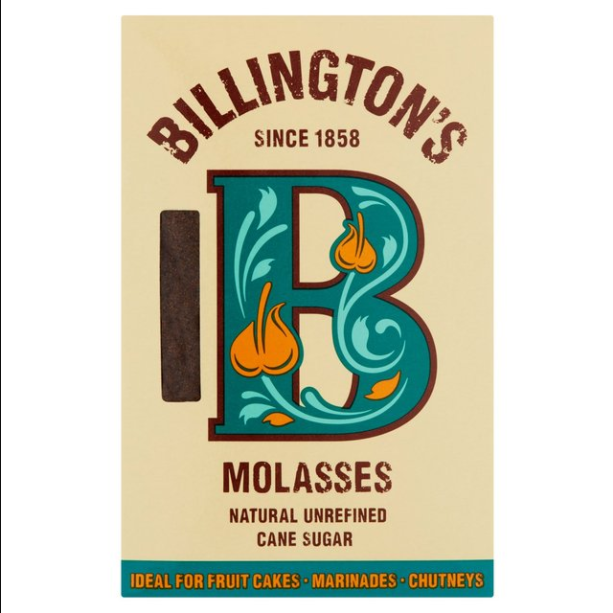 BILLINGTON'S
SINCE 1858
B
MOLASSES
NATURAL UNREFINED
CANE SUGAR
IDEAL FOR FRUIT CAKES · MARINADES · CHUTNEYS